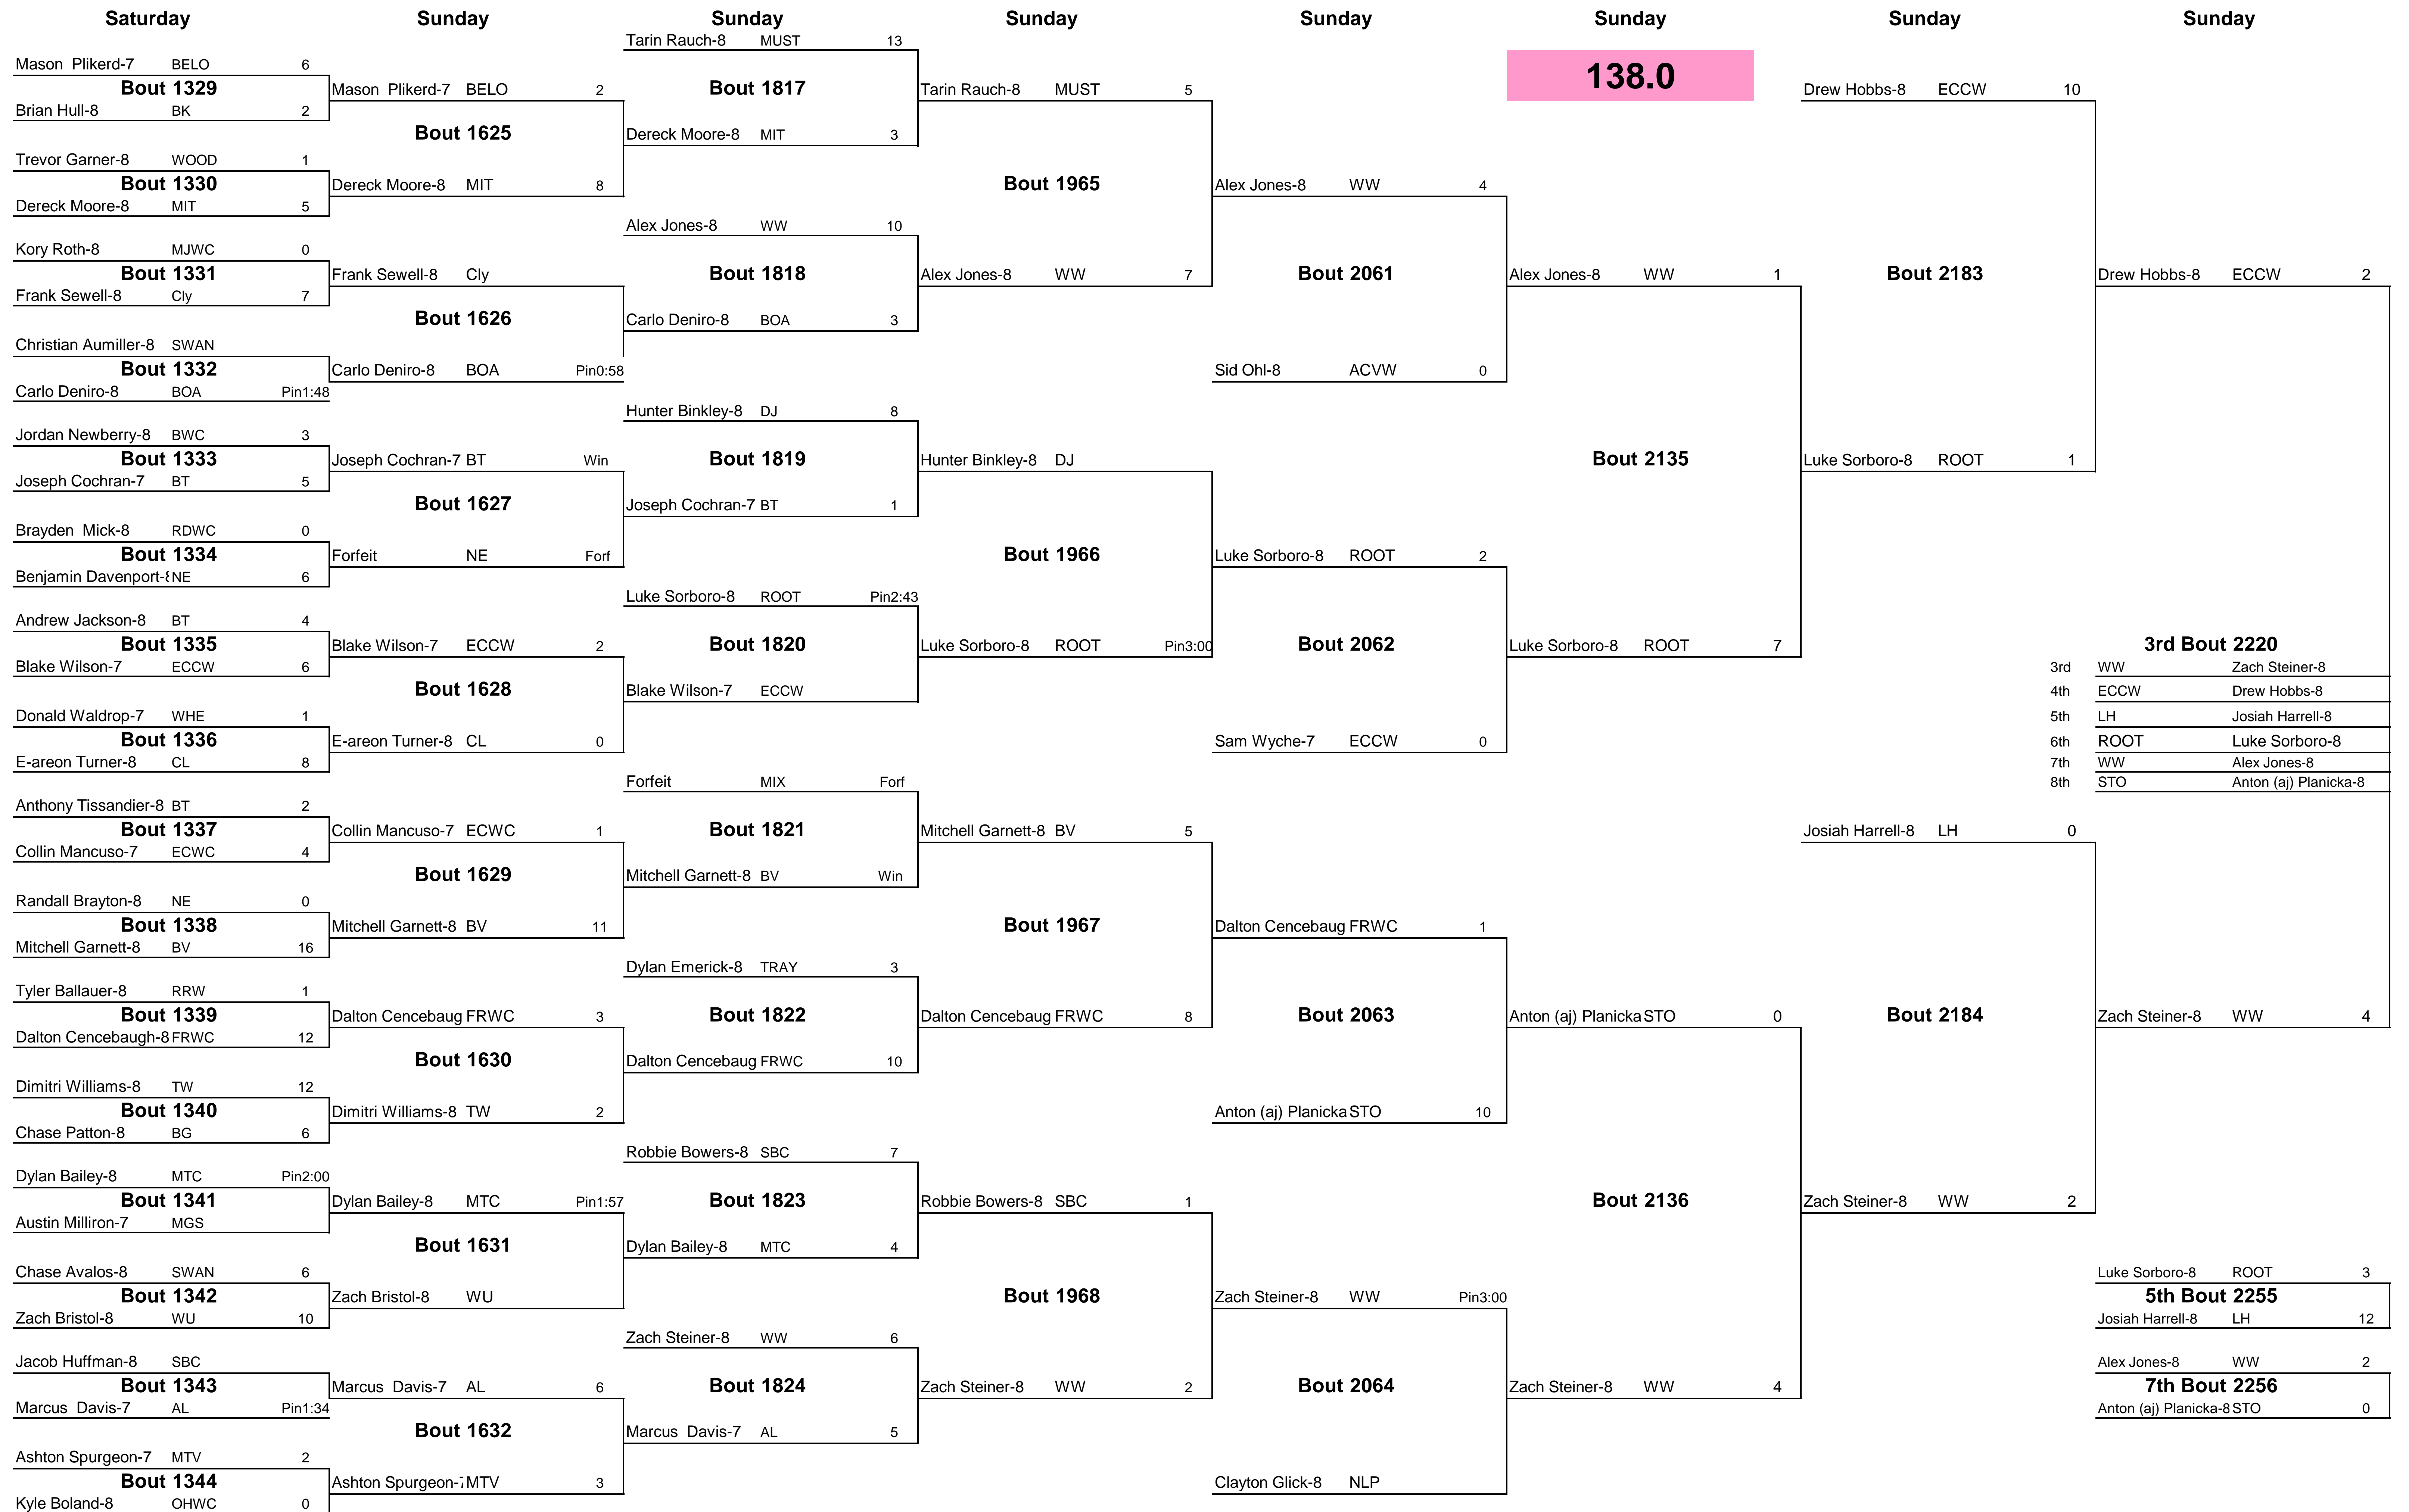 Saturday Sunday Sunday Sunday Sunday Sunday Sunday Sunday
138.0
Mason  Plikerd-7 BELO 6
Bout 1329
Brian Hull-8 BK 2
Trevor Garner-8 WOOD 1
Bout 1330
Dereck Moore-8 MIT 5
Kory Roth-8 MJWC 0
Bout 1331
Frank Sewell-8 Cly 7
Christian Aumiller-8 SWAN
Bout 1332
Carlo Deniro-8 BOA Pin1:48
Jordan Newberry-8 BWC 3
Bout 1333
Joseph Cochran-7 BT 5
Brayden  Mick-8 RDWC 0
Bout 1334
Benjamin Davenport-8 NE 6
Andrew Jackson-8 BT 4
Bout 1335
Blake Wilson-7 ECCW 6
Donald Waldrop-7 WHE 1
Bout 1336
E-areon Turner-8 CL 8
Anthony Tissandier-8 BT 2
Bout 1337
Collin Mancuso-7 ECWC 4
Randall Brayton-8 NE 0
Bout 1338
Mitchell Garnett-8 BV 16
Tyler Ballauer-8 RRW 1
Bout 1339
Dalton Cencebaugh-8 FRWC 12
Dimitri Williams-8 TW 12
Bout 1340
Chase Patton-8 BG 6
Dylan Bailey-8 MTC Pin2:00
Bout 1341
Austin Milliron-7 MGS
Chase Avalos-8 SWAN 6
Bout 1342
Zach Bristol-8 WU 10
Jacob Huffman-8 SBC
Bout 1343
Marcus  Davis-7 AL Pin1:34
Ashton Spurgeon-7 MTV 2
Bout 1344
Kyle Boland-8 OHWC 0
Mason  Plikerd-7 BELO 2
Bout 1625
Dereck Moore-8 MIT 8
Frank Sewell-8 Cly
Bout 1626
Carlo Deniro-8 BOA Pin0:58
Joseph Cochran-7 BT Win
Bout 1627
Forfeit NE Forf
Blake Wilson-7 ECCW 2
Bout 1628
E-areon Turner-8 CL 0
Collin Mancuso-7 ECWC 1
Bout 1629
Mitchell Garnett-8 BV 11
Dalton Cencebaug FRWC 3
Bout 1630
Dimitri Williams-8 TW 2
Dylan Bailey-8 MTC Pin1:57
Bout 1631
Zach Bristol-8 WU
Marcus  Davis-7 AL 6
Bout 1632
Ashton Spurgeon-7 MTV 3
Tarin Rauch-8 MUST 13
Bout 1817
Dereck Moore-8 MIT 3
Alex Jones-8 WW 10
Bout 1818
Carlo Deniro-8 BOA 3
Hunter Binkley-8 DJ 8
Bout 1819
Joseph Cochran-7 BT 1
Luke Sorboro-8 ROOT Pin2:43
Bout 1820
Blake Wilson-7 ECCW
Forfeit MIX Forf
Bout 1821
Mitchell Garnett-8 BV Win
Dylan Emerick-8 TRAY 3
Bout 1822
Dalton Cencebaug FRWC 10
Robbie Bowers-8 SBC 7
Bout 1823
Dylan Bailey-8 MTC 4
Zach Steiner-8 WW 6
Bout 1824
Marcus  Davis-7 AL 5
Tarin Rauch-8 MUST 5
Bout 1965
Alex Jones-8 WW 7
Hunter Binkley-8 DJ
Bout 1966
Luke Sorboro-8 ROOT Pin3:00
Mitchell Garnett-8 BV 5
Bout 1967
Dalton Cencebaug FRWC 8
Robbie Bowers-8 SBC 1
Bout 1968
Zach Steiner-8 WW 2
Alex Jones-8 WW 4
Bout 2061
Sid Ohl-8 ACVW 0
Luke Sorboro-8 ROOT 2
Bout 2062
Sam Wyche-7 ECCW 0
Dalton Cencebaug FRWC 1
Bout 2063
Anton (aj) Planicka STO 10
Zach Steiner-8 WW Pin3:00
Bout 2064
Clayton Glick-8 NLP
Alex Jones-8 WW 1
Bout 2135
Luke Sorboro-8 ROOT 7
Anton (aj) Planicka STO 0
Bout 2136
Zach Steiner-8 WW 4
Drew Hobbs-8 ECCW 10
Bout 2183
Luke Sorboro-8 ROOT 1
Josiah Harrell-8 LH 0
Bout 2184
Zach Steiner-8 WW 2
Drew Hobbs-8 ECCW 2
3rd Bout 2220
3rd WW Zach Steiner-8
4th ECCW Drew Hobbs-8
5th LH Josiah Harrell-8
6th ROOT Luke Sorboro-8
7th WW Alex Jones-8
8th STO Anton (aj) Planicka-8
Zach Steiner-8 WW 4
Luke Sorboro-8 ROOT 3
5th Bout 2255
Josiah Harrell-8 LH 12
Alex Jones-8 WW 2
7th Bout 2256
Anton (aj) Planicka-8 STO 0